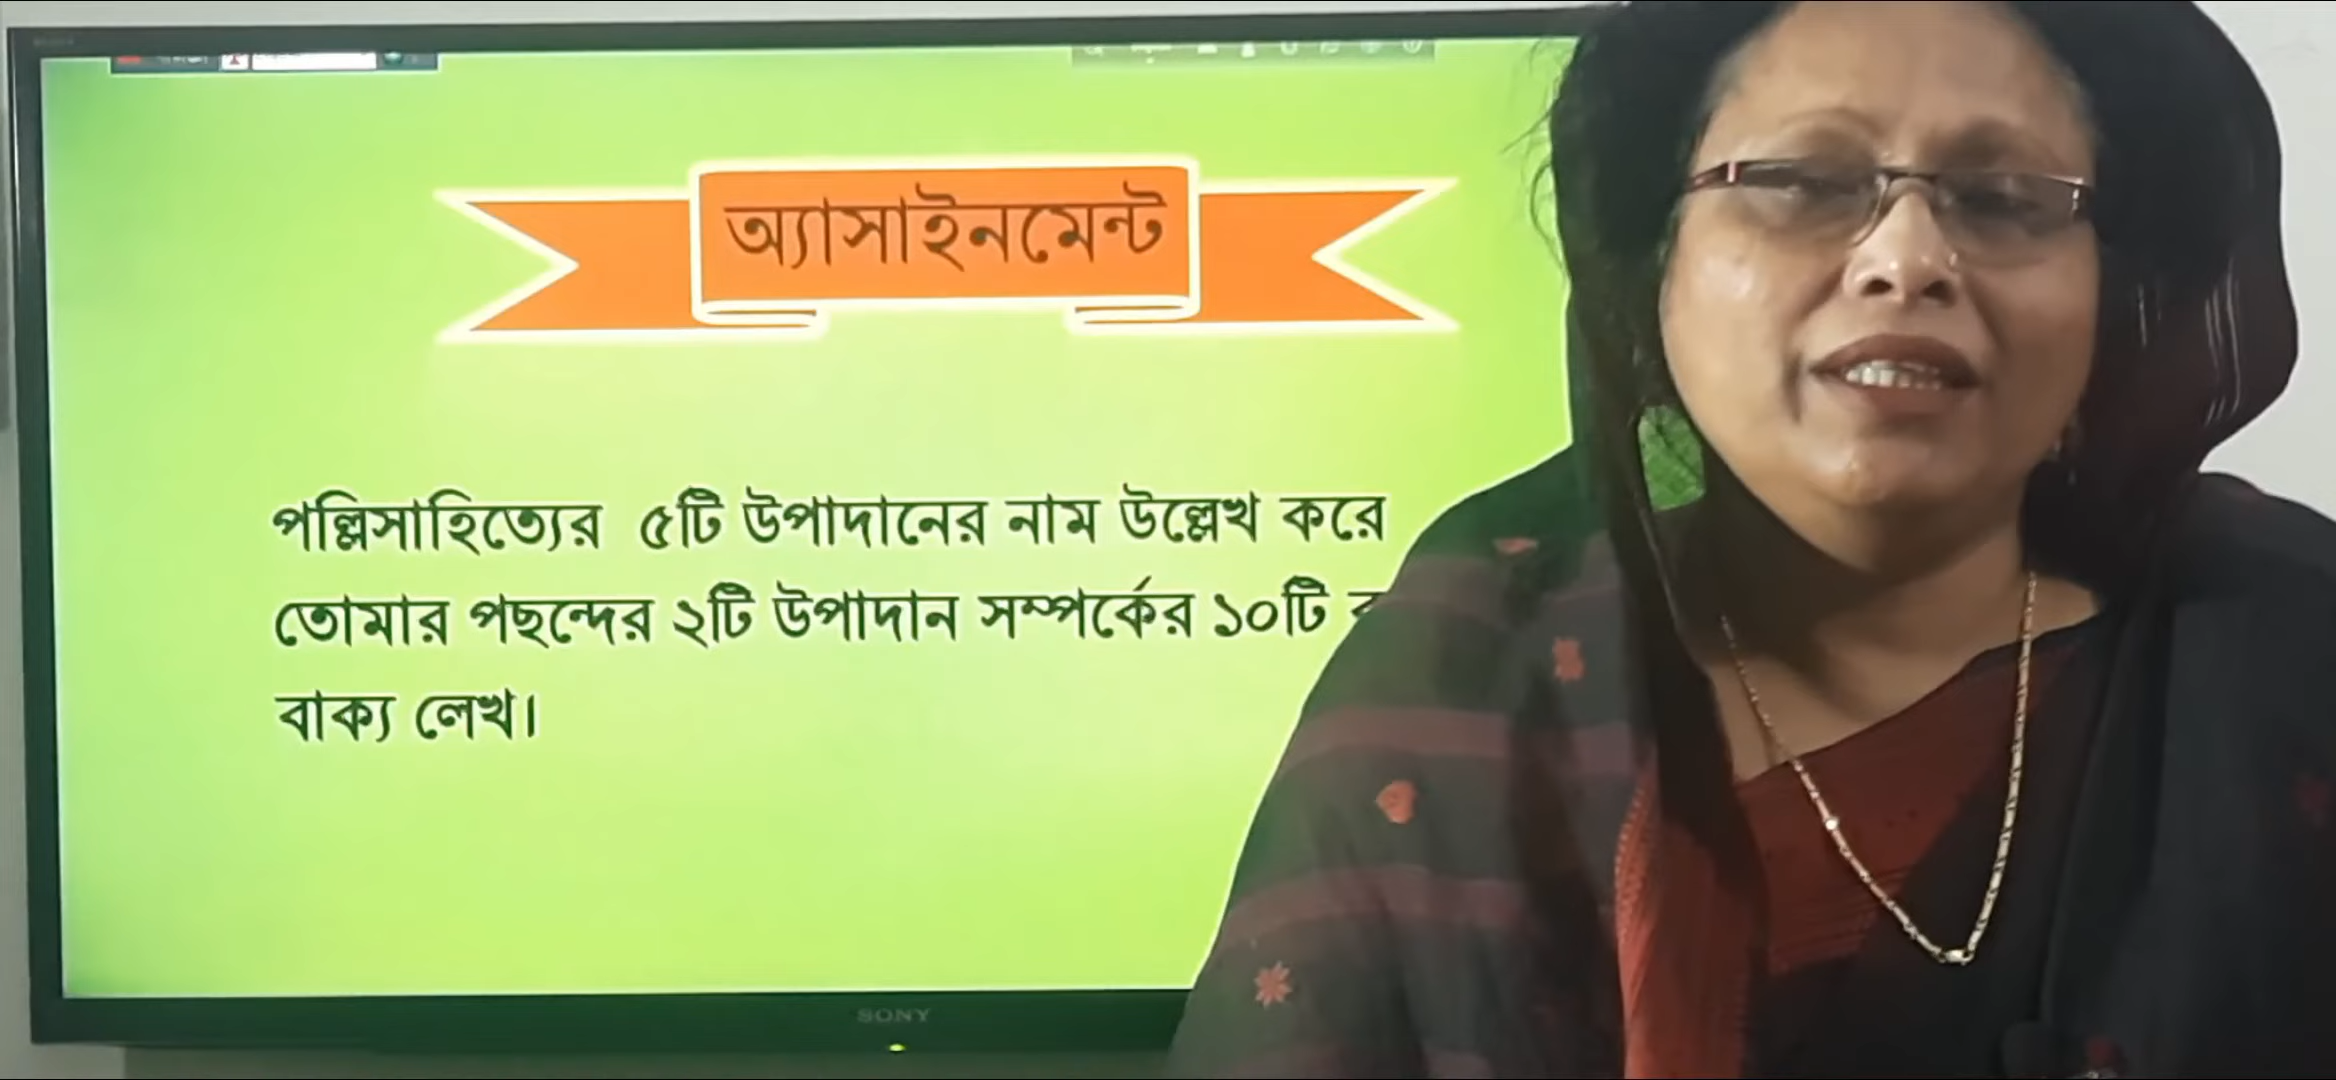 অ্যাসাইনমেন্ট
পল্লিসাহিত্যের ৫টি উপাদানের নাম উল্লেখ করে
তোমার পছন্দের ২টি উপাদান সম্পর্কের ১০টি
বাক্য লেখ।
SONY